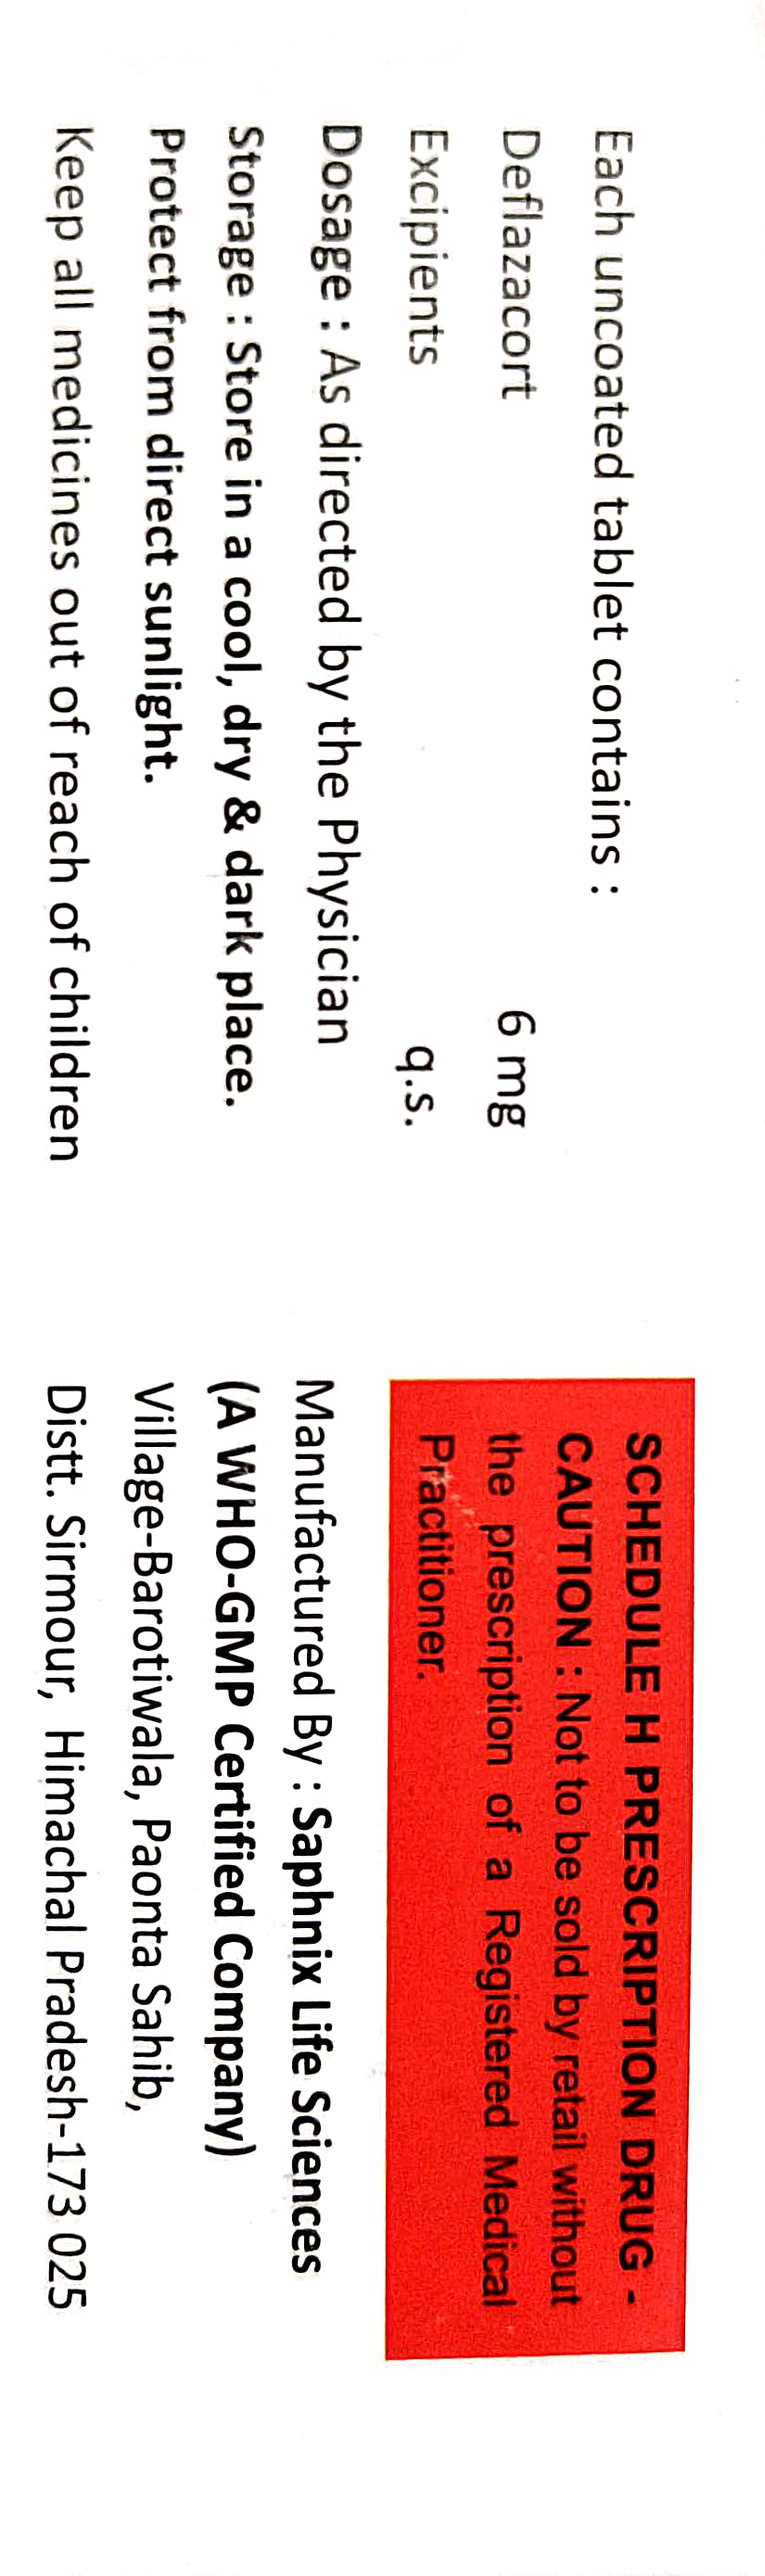 Each uncoated tablet contains :
Deflazacort 6 mg
Excipients q.s.
Dosage : As directed by the Physician
Storage : Store in a cool, dry & dark place.
Protect from direct sunlight.
Keep all medicines out of reach of children
SCHEDULE H PRESCRIPTION DRUG -
CAUTION : Not to be sold by retail without
the prescription of a Registered Medical
Practitioner.
Manufactured By : Saphnix Life Sciences
(A WHO-GMP Certified Company)
Village-Barotiwala, Paonta Sahib,
Distt. Sirmour, Himachal Pradesh-173 025